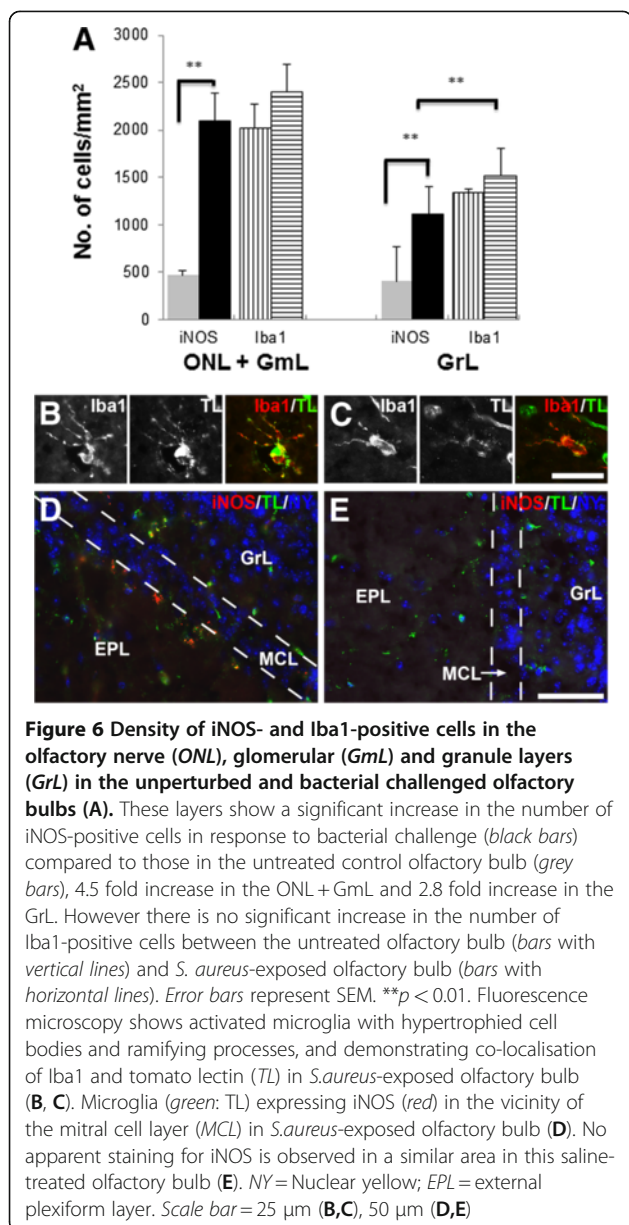 A
3000
2500
2000
1500
1000
500
0
No. of cells/mm²
**
**
**
iNOS Iba1 iNOS Iba1
ONL + GmL GrL
B Iba1 TL Iba1/TL C Iba1 TL Iba1/TL
D iNOS/TL/NY E iNOS/TL/NY
GrL
EPL GrL
EPL MCL
MCL
Figure 6 Density of iNOS- and Iba1-positive cells in the
olfactory nerve (ONL), glomerular (GmL) and granule layers
(GrL) in the unperturbed and bacterial challenged olfactory
bulbs (A). These layers show a significant increase in the number of
iNOS-positive cells in response to bacterial challenge (black bars)
compared to those in the untreated control olfactory bulb (grey
bars), 4.5 fold increase in the ONL + GmL and 2.8 fold increase in the
GrL. However there is no significant increase in the number of
Iba1-positive cells between the untreated olfactory bulb (bars with
vertical lines) and S. aureus-exposed olfactory bulb (bars with
horizontal lines). Error bars represent SEM. **p < 0.01. Fluorescence
microscopy shows activated microglia with hypertrophied cell
bodies and ramifying processes, and demonstrating co-localisation
of Iba1 and tomato lectin (TL) in S.aureus-exposed olfactory bulb
(B, C). Microglia (green: TL) expressing iNOS (red) in the vicinity of
the mitral cell layer (MCL) in S.aureus-exposed olfactory bulb (D). No
apparent staining for iNOS is observed in a similar area in this saline-
treated olfactory bulb (E). NY = Nuclear yellow; EPL = external
plexiform layer. Scale bar = 25 µm (B,C), 50 µm (D,E)